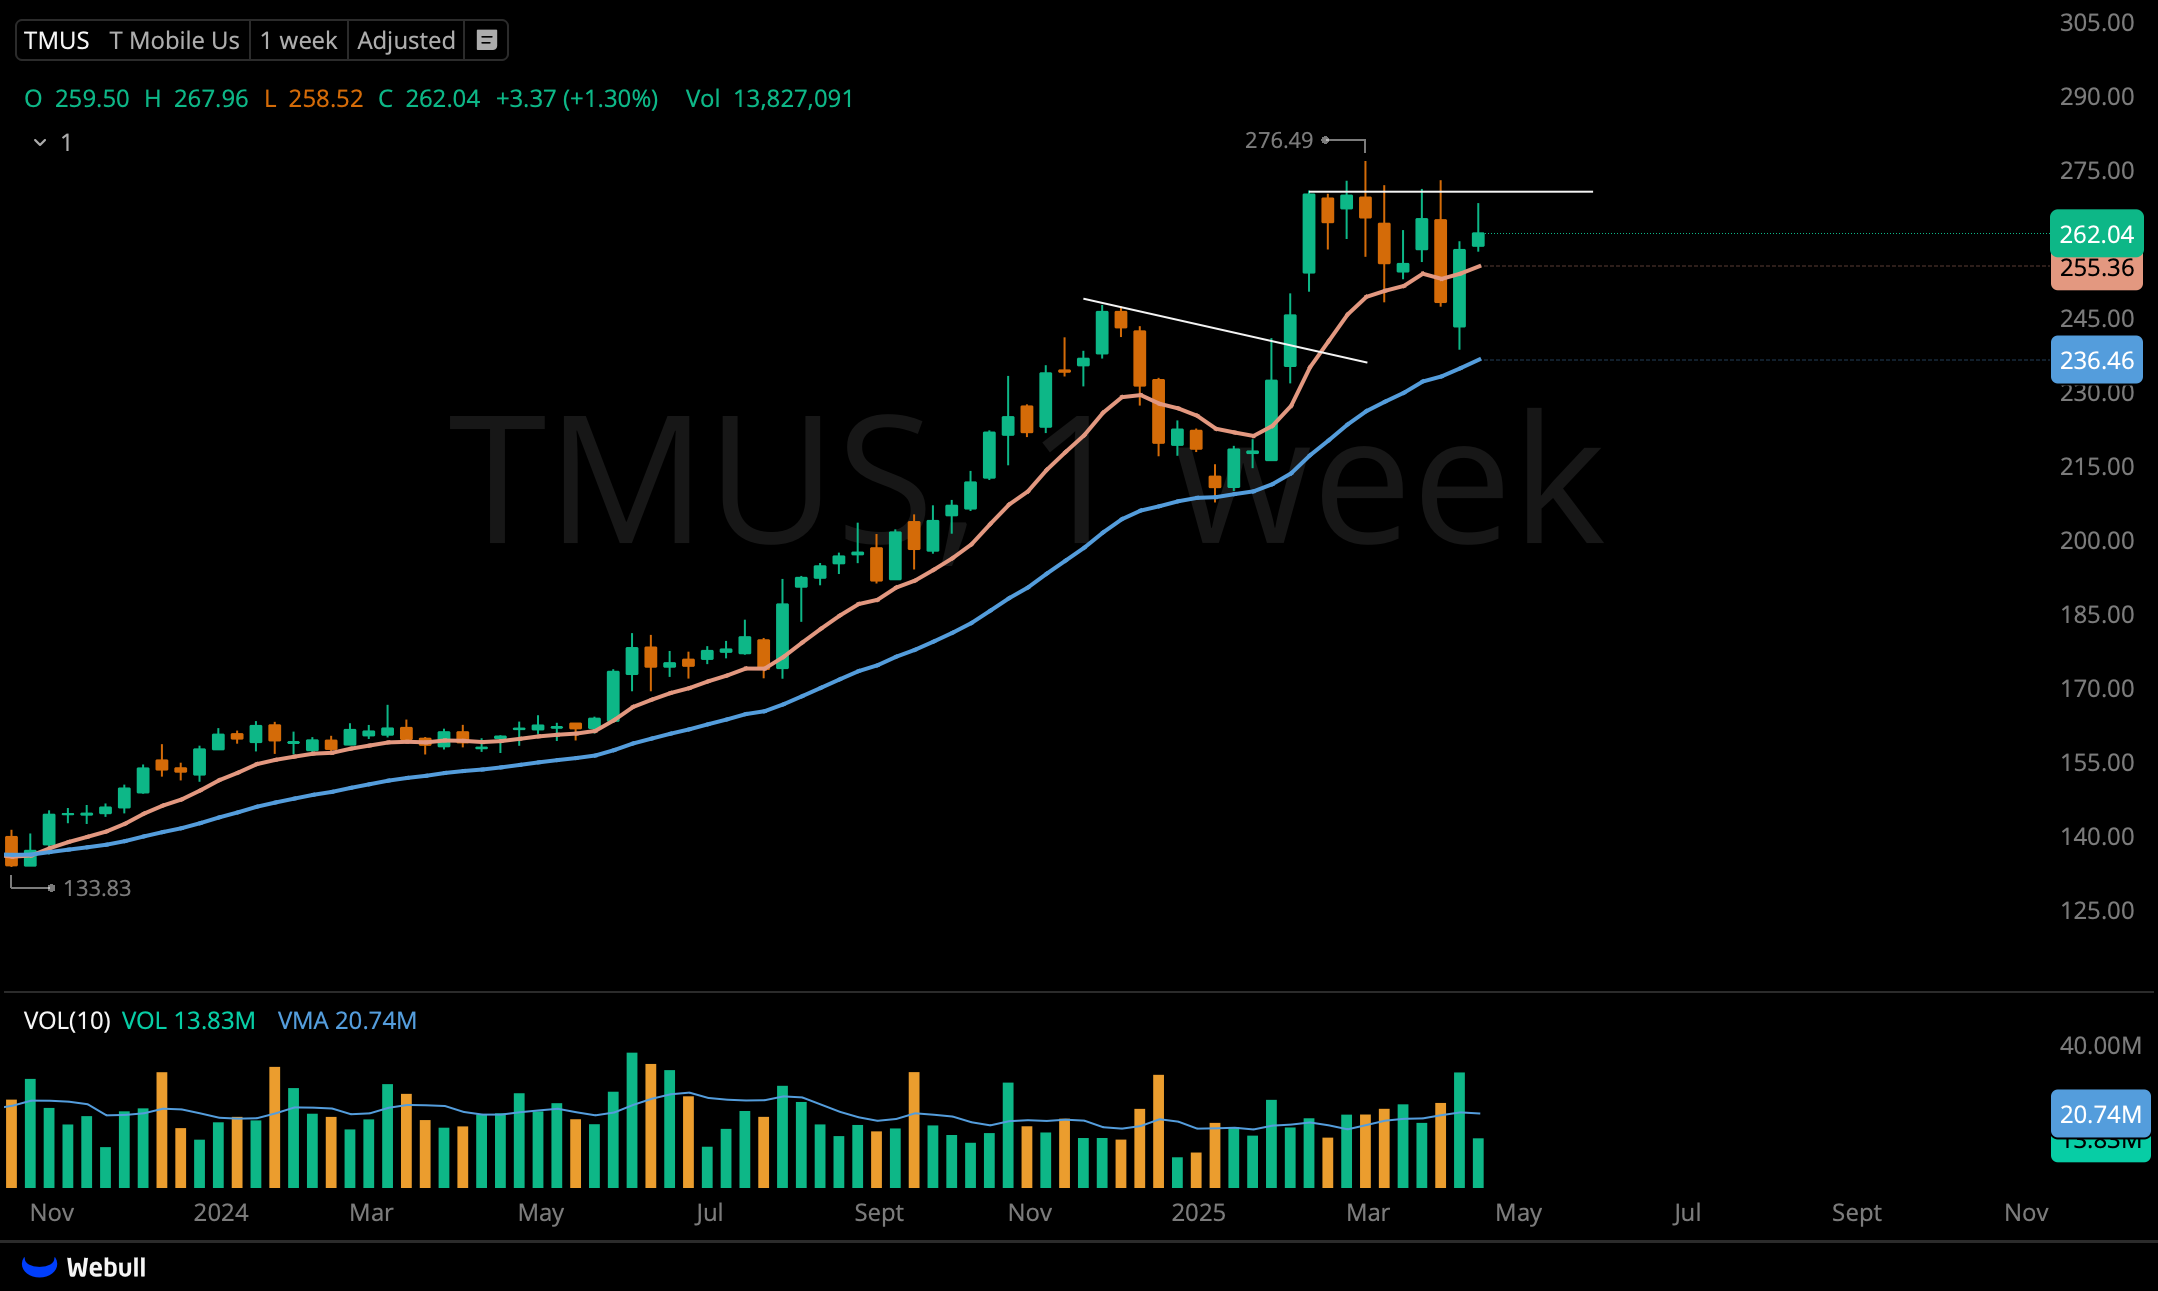 TMUS T Mobile Us 1 week Adjusted
O 259.50 H 267.96 L 258.52 C 262.04 +3.37 (+1.30%) Vol 13,827,091
1
305.00
290.00
276.49
275.00
262.04
255.36
245.00
236.46
230.00
TMUS, 1 week
215.00
200.00
185.00
170.00
155.00
140.00
133.83
125.00
VOL(10) VOL 13.83M VMA 20.74M
40.00M
20.74M
13.83M
Nov 2024 Mar May Jul Sept Nov 2025 Mar May Jul Sept Nov
Webull